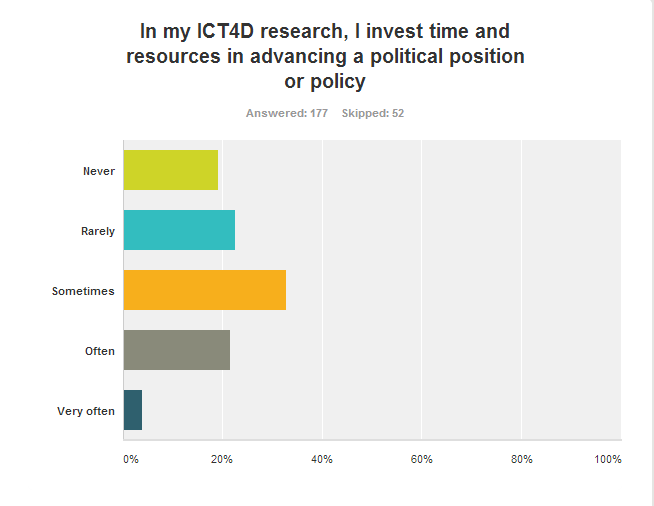 In my ICT4D research, I invest time and
resources in advancing a political position
or policy
Answered: 177 Skipped: 52
Never
Rarely
Sometimes
Often
Very often
0% 20% 40% 60% 80% 100%